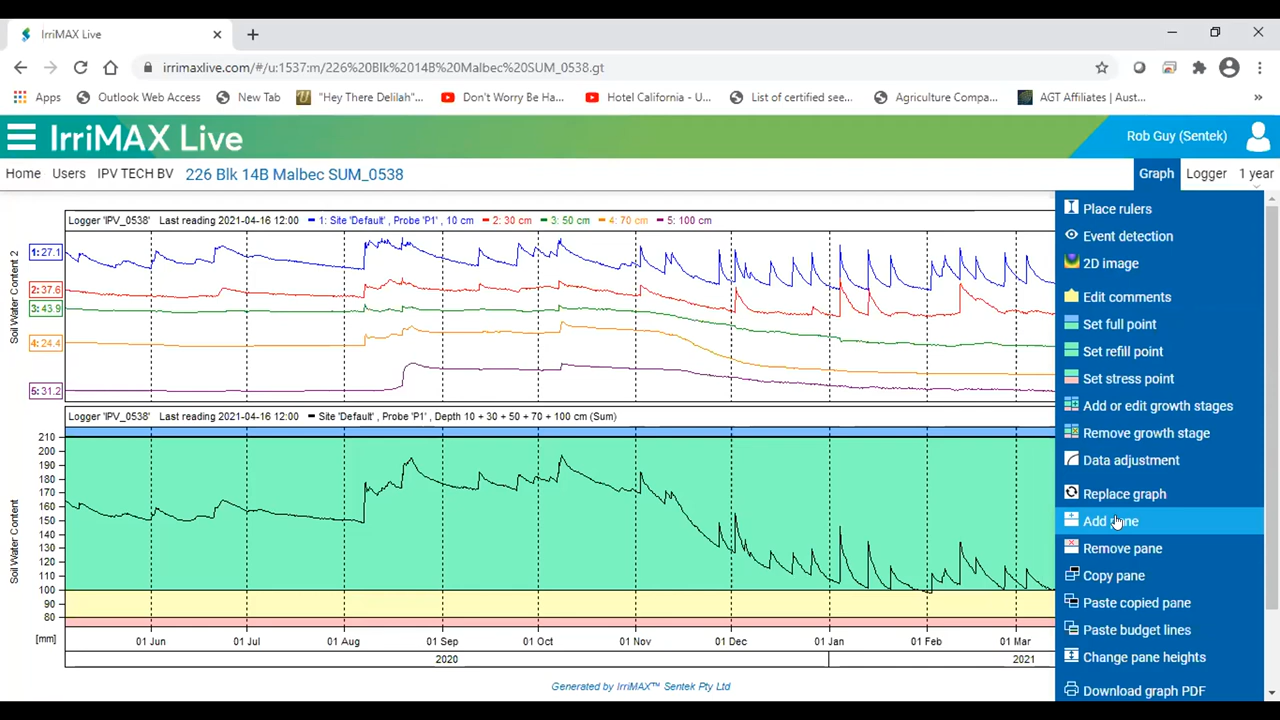 IrriMAX Live
irrimaxlive.com/#/u:1537:m/226%20Blk%2014B%20Malbec%20SUM_0538.gt
Apps Outlook Web Access New Tab "Hey There Delilah"... Don't Worry Be Ha... Hotel California - U... List of certified see... Agriculture Compa... AGT Affiliates | Aust... »
IrriMAX Live Rob Guy (Sentek)
Home Users IPV TECH BV 226 Blk 14B Malbec SUM_0538 Graph Logger 1 year
Logger 'IPV_0538' Last reading 2021-04-16 12:00 1: Site 'Default', Probe 'P1', 10 cm 2: 30 cm 3: 50 cm 4: 70 cm 5: 100 cm
Soil Water Content 2
1: 27.1
2: 37.6
3: 43.9
4: 24.4
5: 31.2
Logger 'IPV_0538' Last reading 2021-04-16 12:00 Site 'Default', Probe 'P1', Depth 10 + 30 + 50 + 70 + 100 cm (Sum)
Soil Water Content
210
200
190
180
170
160
150
140
130
120
110
100
90
80
[mm] 01 Jun 01 Jul 01 Aug 01 Sep 01 Oct 01 Nov 01 Dec 01 Jan 01 Feb 01 Mar
2020 2021
Generated by IrriMAX™ Sentek Pty Ltd
Place rulers
Event detection
2D image
Edit comments
Set full point
Set refill point
Set stress point
Add or edit growth stages
Remove growth stage
Data adjustment
Replace graph
Add pane
Remove pane
Copy pane
Paste copied pane
Paste budget lines
Change pane heights
Download graph PDF